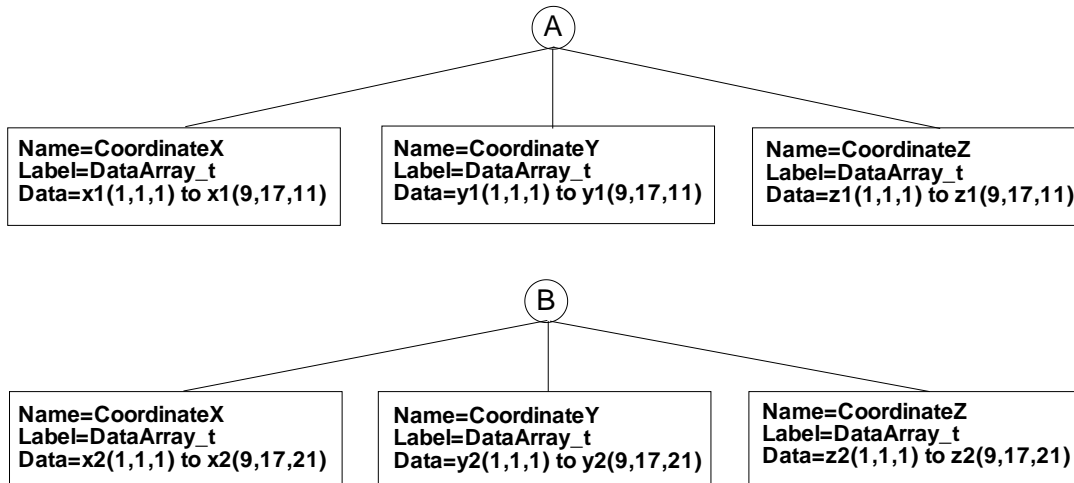 A
Name=CoordinateX
Label=DataArray_t
Data=x1(1,1,1) to x1(9,17,11)
Name=CoordinateY
Label=DataArray_t
Data=y1(1,1,1) to y1(9,17,11)
Name=CoordinateZ
Label=DataArray_t
Data=z1(1,1,1) to z1(9,17,11)
B
Name=CoordinateX
Label=DataArray_t
Data=x2(1,1,1) to x2(9,17,21)
Name=CoordinateY
Label=DataArray_t
Data=y2(1,1,1) to y2(9,17,21)
Name=CoordinateZ
Label=DataArray_t
Data=z2(1,1,1) to z2(9,17,21)